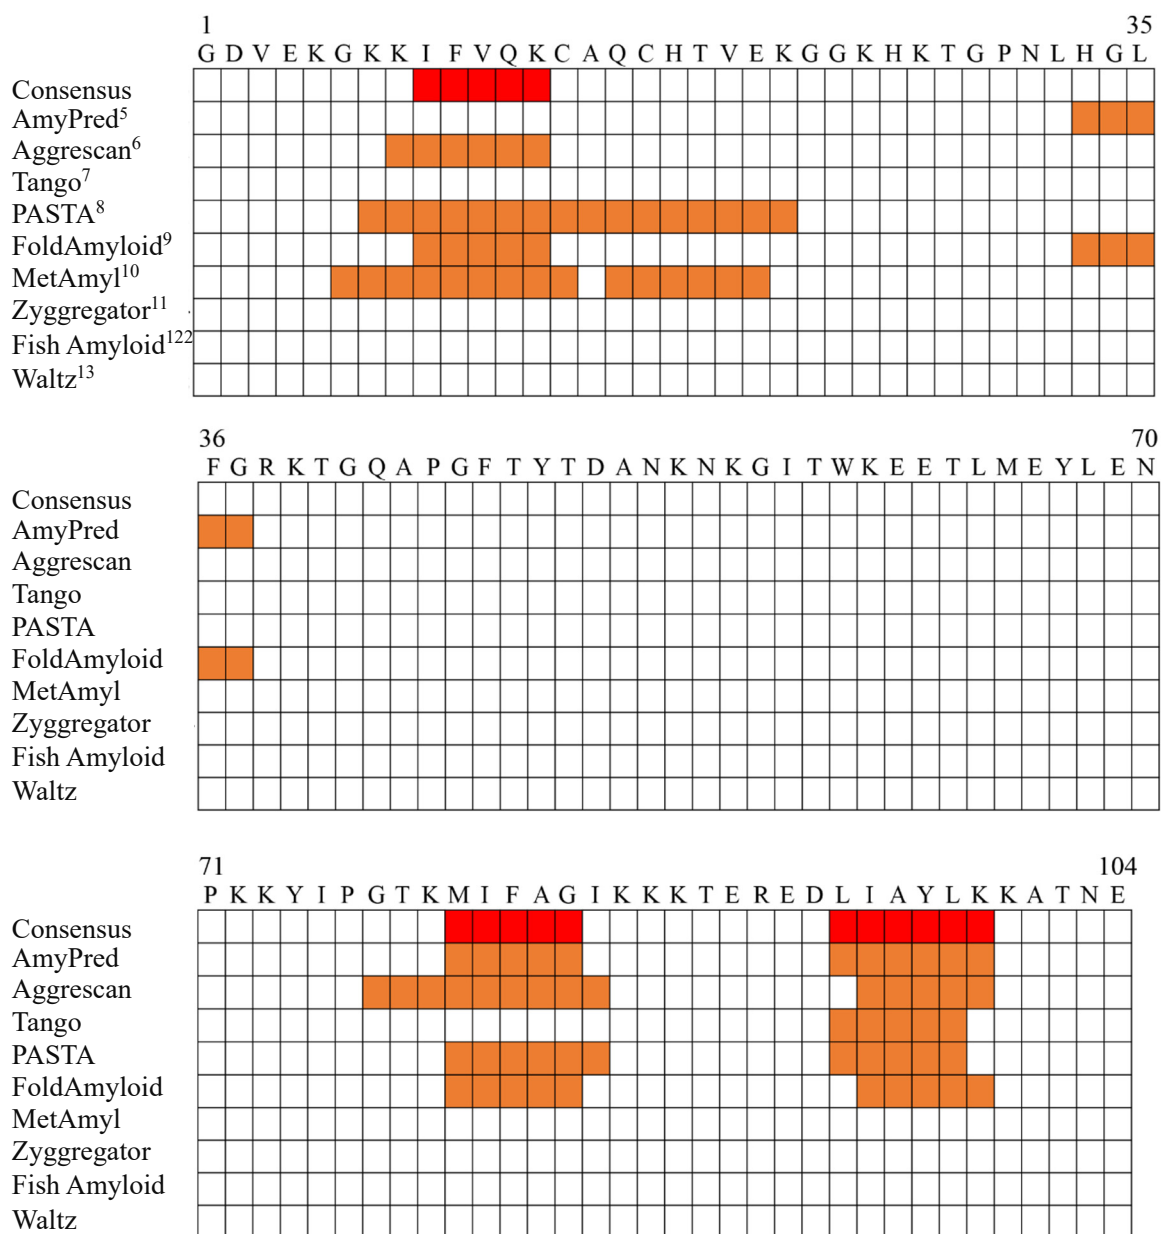 1 35
G D V E K G K K I F V Q K C A Q C H T V E K G G K H K T G P N L H G L
Consensus
AmyPred5
Aggrescan6
Tango7
PASTA8
FoldAmyloid9
MetAmyl10
Zyggregator11
Fish Amyloid122
Waltz13
36 70
F G R K T G Q A P G F T Y T D A N K N K G I T W K E E T L M E Y L E N
Consensus
AmyPred
Aggrescan
Tango
PASTA
FoldAmyloid
MetAmyl
Zyggregator
Fish Amyloid
Waltz
71 104
P K K Y I P G T K M I F A G I K K K T E R E D L I A Y L K K A T N E
Consensus
AmyPred
Aggrescan
Tango
PASTA
FoldAmyloid
MetAmyl
Zyggregator
Fish Amyloid
Waltz